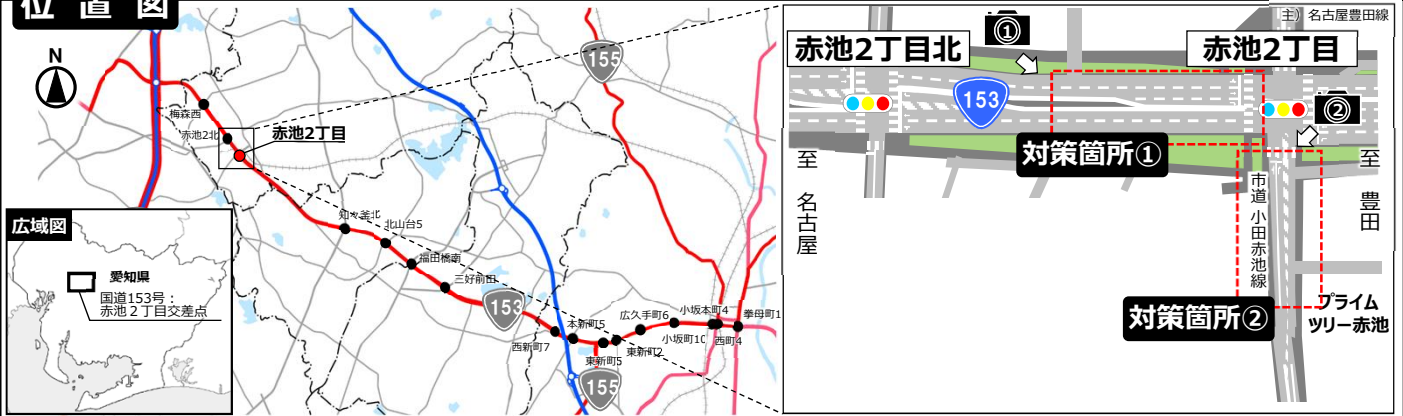 位置図
N
155
梅森西
赤池2北
赤池2丁目
知々釜北
北山台5
福田橋南
三好前田
153
本新町5
西新町7
東新町5
東新町2
広久手町6
小坂本町4
小坂町10
西町4
挙母町1
155
広域図
愛知県
国道153号:
赤池2丁目交差点
主)名古屋豊田線
①
赤池2丁目北
赤池2丁目
153
②
対策箇所①
至 名古屋
至 豊田
市道 小田赤池線
対策箇所②
プライム
ツリー赤池